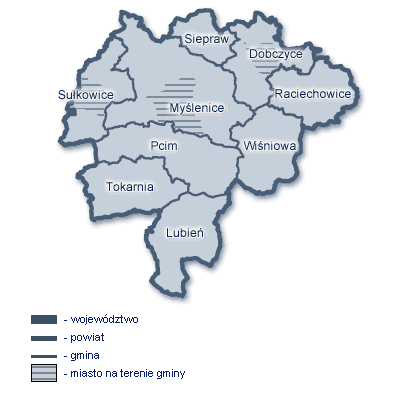 Siepraw
Dobczyce
Sułkowice
Raciechowice
Myślenice
Pcim
Wiśniowa
Tokarnia
Lubień
- województwo
- powiat
- gmina
- miasto na terenie gminy